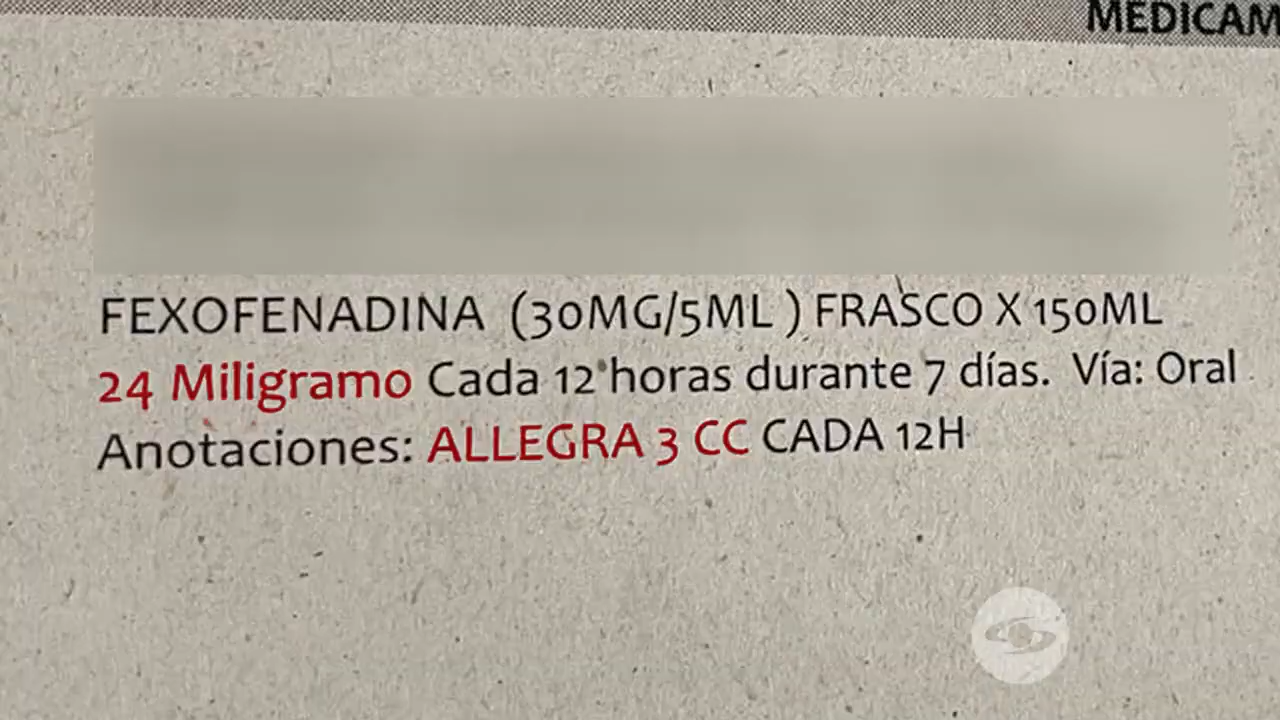 MEDICAM
FEXOFENADINA (30MG/5ML ) FRASCO X 150ML
24 Miligramo Cada 12 horas durante 7 días. Vía: Oral
Anotaciones: ALLEGRA 3 CC CADA 12H